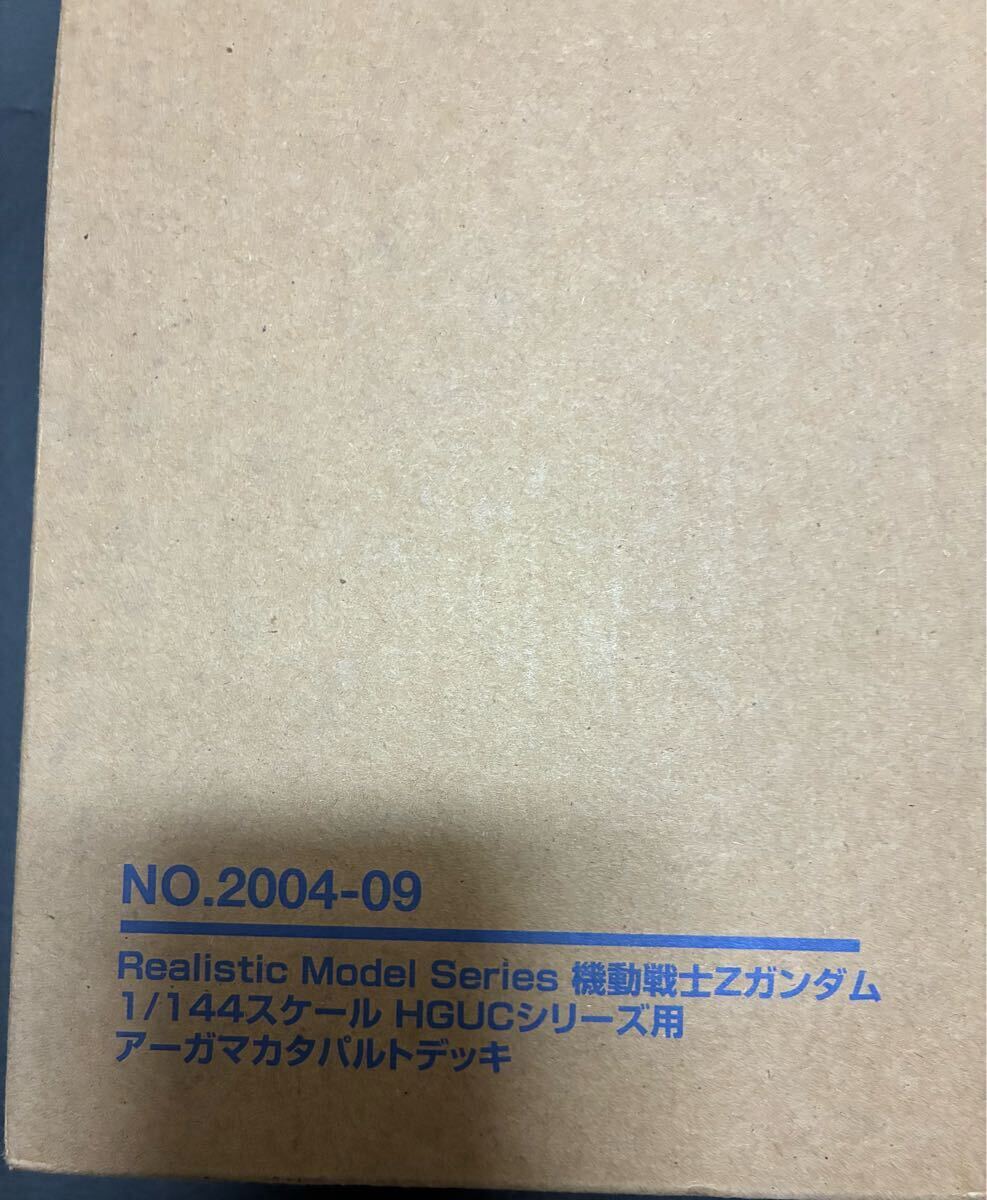 NO.2004-09
Realistic Model Series 機動戦士Zガンダム
1/144スケール HGUCシリーズ用
アーガマカタパルトデッキ